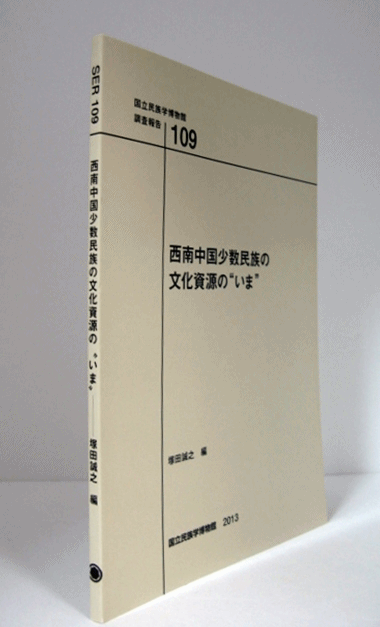 SER 109
西南中国少数民族の文化資源の“いま”――塚田誠之 編
国立民族学博物館
調査報告 109
西南中国少数民族の
文化資源の“いま”
塚田誠之 編
国立民族学博物館 2013